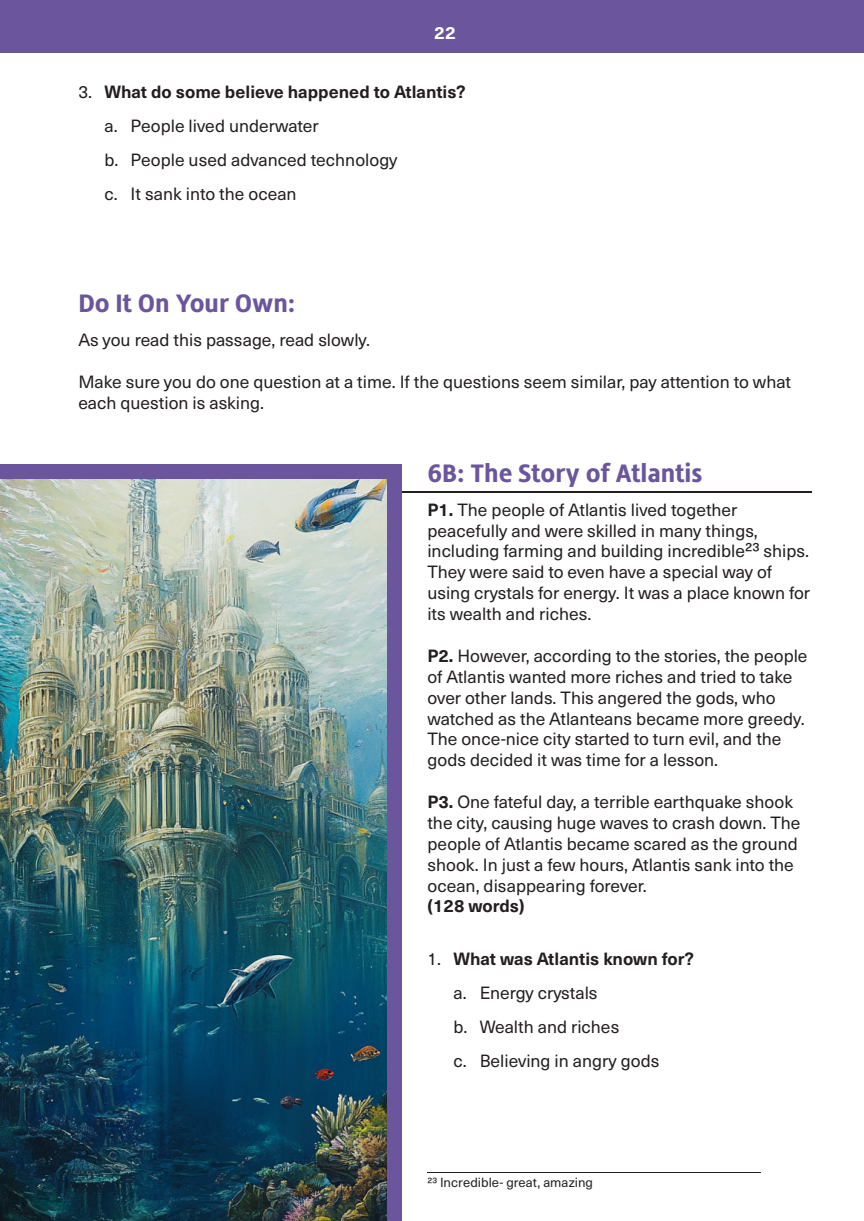 22
3. What do some believe happened to Atlantis?
a. People lived underwater
b. People used advanced technology
c. It sank into the ocean
Do It On Your Own:
As you read this passage, read slowly.
Make sure you do one question at a time. If the questions seem similar, pay attention to what
each question is asking.
6B: The Story of Atlantis
P1. The people of Atlantis lived together
peacefully and were skilled in many things,
including farming and building incredible²³ ships.
They were said to even have a special way of
using crystals for energy. It was a place known for
its wealth and riches.
P2. However, according to the stories, the people
of Atlantis wanted more riches and tried to take
over other lands. This angered the gods, who
watched as the Atlanteans became more greedy.
The once-nice city started to turn evil, and the
gods decided it was time for a lesson.
P3. One fateful day, a terrible earthquake shook
the city, causing huge waves to crash down. The
people of Atlantis became scared as the ground
shook. In just a few hours, Atlantis sank into the
ocean, disappearing forever.
(128 words)
1. What was Atlantis known for?
a. Energy crystals
b. Wealth and riches
c. Believing in angry gods
²³ Incredible- great, amazing